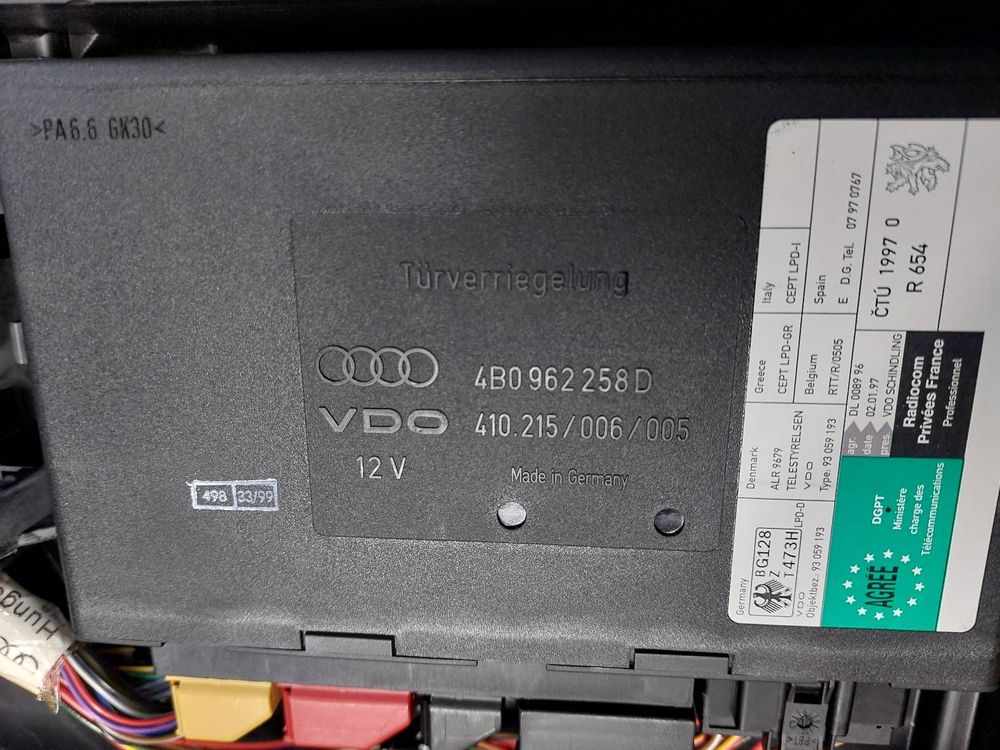 >PA6.6 GK30<
Türverriegelung
4B0 962 258 D
VDO
410.215/006/005
12 V
Made in Germany
498 33/99
Germany
BG128
Z
T473H
LPD-D
VDO
Objektbez.: 93 059 193
Denmark
ALR 9679
TELESTYRELSEN
VDO
Type: 93 059 193
Greece
CEPT LPD-GR
Belgium
RTT/R/0505
Italy
CEPT LPD-I
Spain
E D.G. Tel. 07 97 0767
ČTÚ 1997 0
R 654
agr. DL 0089 96
date 02.01.97
pres VDO SCHINDLING
Radiocom
Privées France
Professionnel
AGRÉÉ
DGPT
Ministère
charge des
Télécommunications